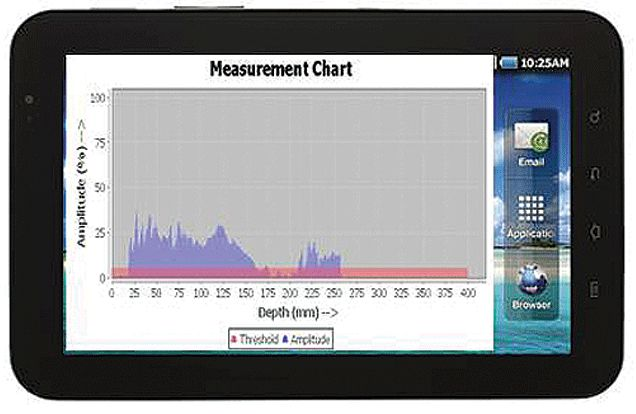 Measurement Chart
10:25AM
Amplitude (%) -->
100
75
50
25
0
0 25 50 75 100 125 150 175 200 225 250 275 300 325 350 375 400
Depth (mm) -->
Threshold Amplitude
Email
Applicatic
Browser